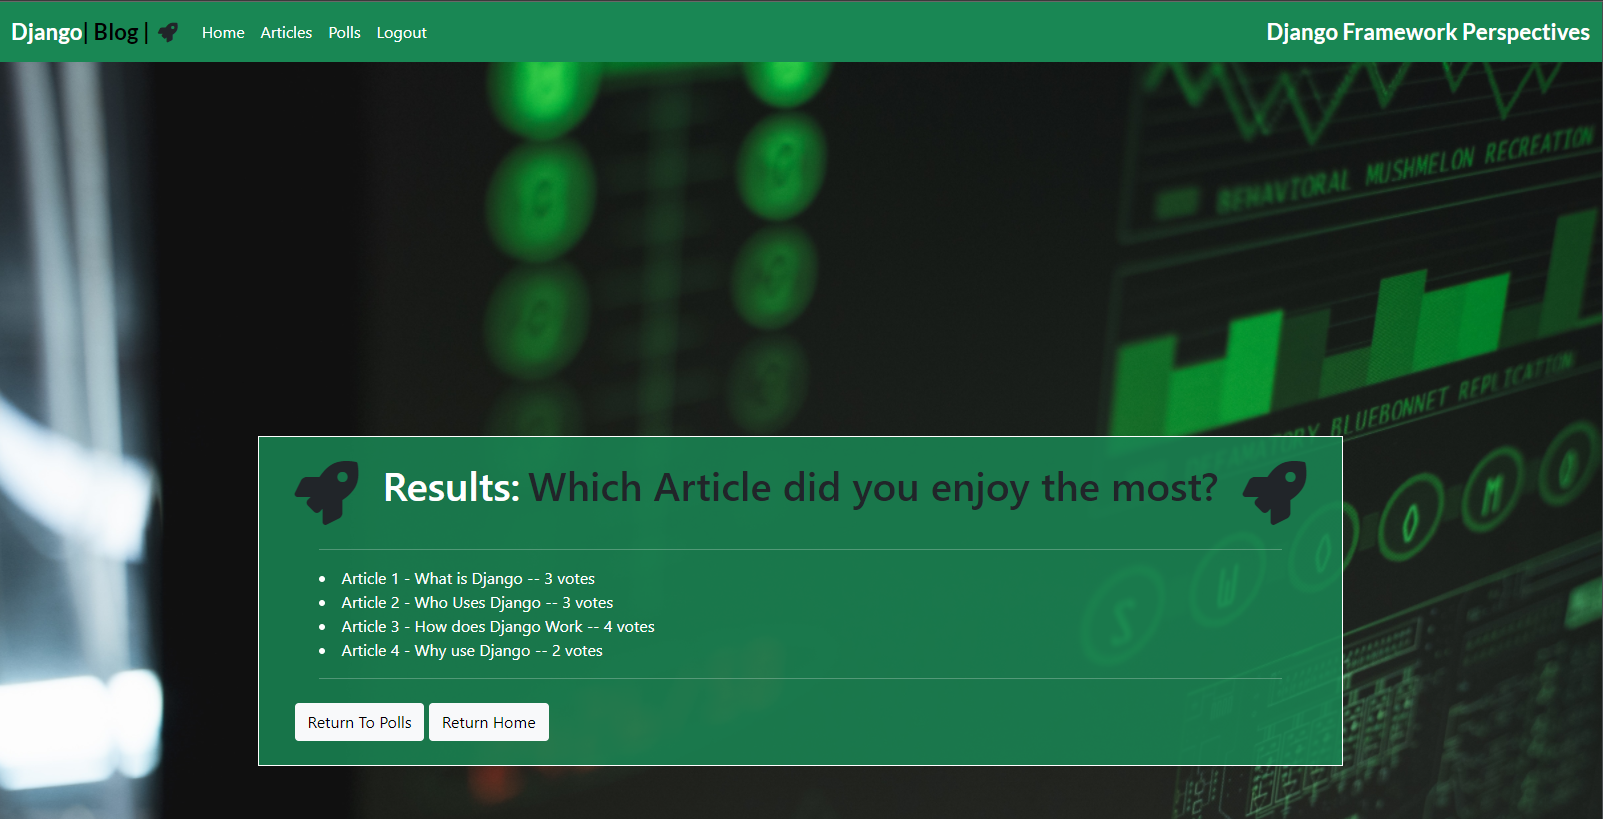 Django| Blog | Home Articles Polls Logout Django Framework Perspectives
BEHAVIORAL MUSHMELON RECREATION
BLUEBONNET REPLICATION
Results: Which Article did you enjoy the most?
S W O O M O
Article 1 - What is Django -- 3 votes
Article 2 - Who Uses Django -- 3 votes
Article 3 - How does Django Work -- 4 votes
Article 4 - Why use Django -- 2 votes
Return To Polls Return Home